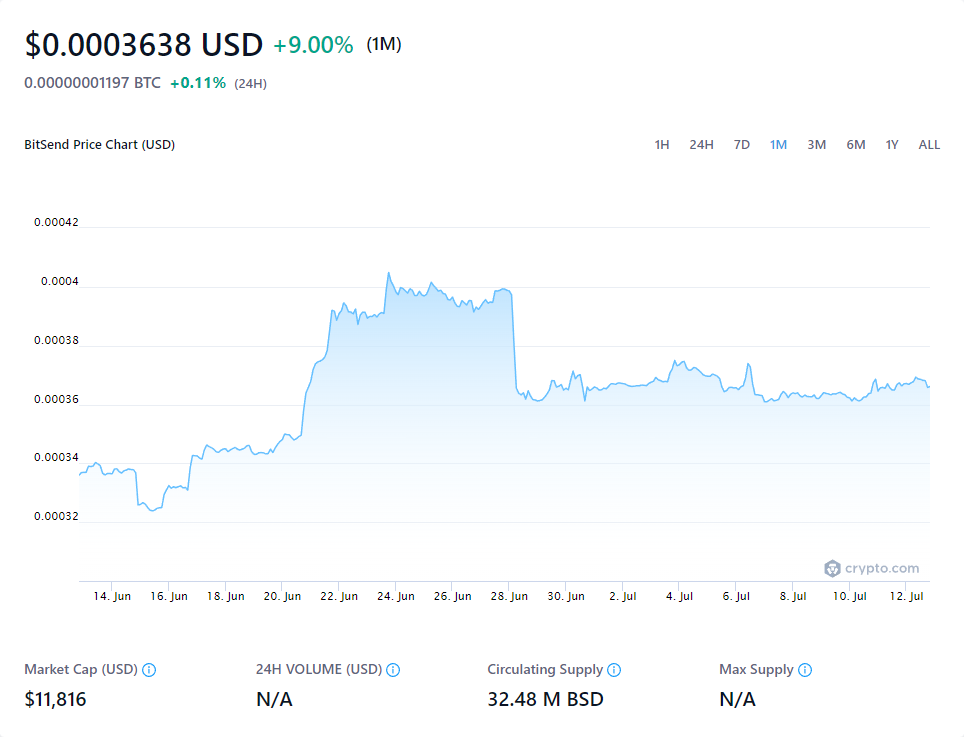 $0.0003638 USD +9.00% (1M)
0.00000001197 BTC +0.11% (24H)
BitSend Price Chart (USD)
1H 24H 7D 1M 3M 6M 1Y ALL
0.00042
0.0004
0.00038
0.00036
0.00034
0.00032
crypto.com
14. Jun 16. Jun 18. Jun 20. Jun 22. Jun 24. Jun 26. Jun 28. Jun 30. Jun 2. Jul 4. Jul 6. Jul 8. Jul 10. Jul 12. Jul
Market Cap (USD) 24H VOLUME (USD) Circulating Supply Max Supply
$11,816 N/A 32.48 M BSD N/A